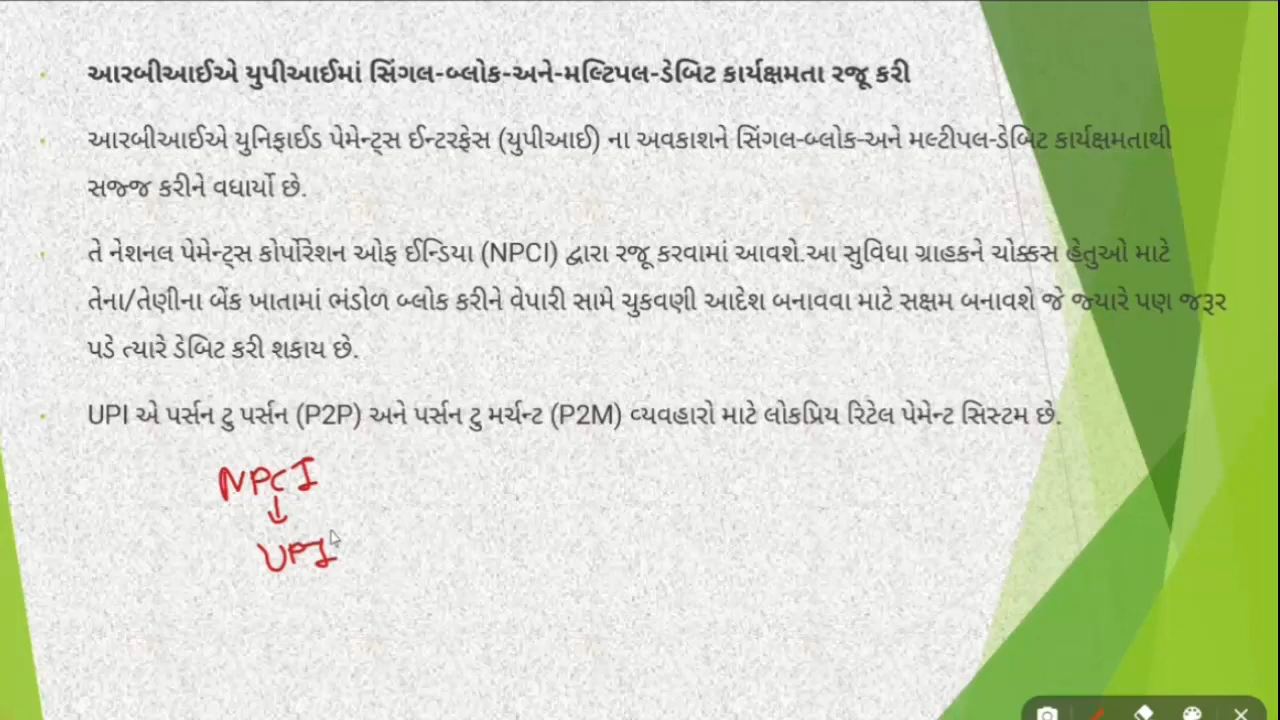 આરબીઆઈએ યુપીઆઈમાં સિંગલ-બ્લોક-અને-મલ્ટિપલ-ડેબિટ કાર્યક્ષમતા રજૂ કરી
આરબીઆઈએ યુનિફાઈડ પેમેન્ટ્સ ઈન્ટરફેસ (યુપીઆઈ) ના અવકાશને સિંગલ-બ્લોક-અને મલ્ટીપલ-ડેબિટ કાર્યક્ષમતાથી
સજ્જ કરીને વધાર્યો છે.
તે નેશનલ પેમેન્ટ્સ કોર્પોરેશન ઓફ ઈન્ડિયા (NPCI) દ્વારા રજૂ કરવામાં આવશે.આ સુવિધા ગ્રાહકને ચોક્કસ હેતુઓ માટે
તેના/તેણીના બેંક ખાતામાં ભંડોળ બ્લોક કરીને વેપારી સામે ચુકવણી આદેશ બનાવવા માટે સક્ષમ બનાવશે જે જ્યારે પણ જરૂર
પડે ત્યારે ડેબિટ કરી શકાય છે.
UPI એ પર્સન ટુ પર્સન (P2P) અને પર્સન ટુ મર્ચન્ટ (P2M) વ્યવહારો માટે લોકપ્રિય રિટેલ પેમેન્ટ સિસ્ટમ છે.
NPCI
UPI